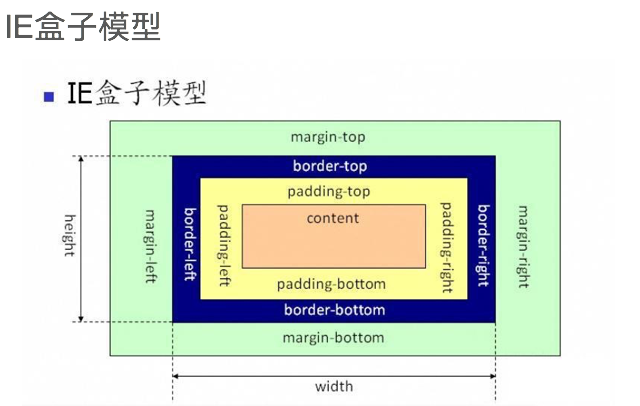 IE盒子模型
IE盒子模型
margin-top
border-top
padding-top
content
height
margin-left
border-left
padding-left
padding-right
border-right
margin-right
padding-bottom
border-bottom
margin-bottom
width